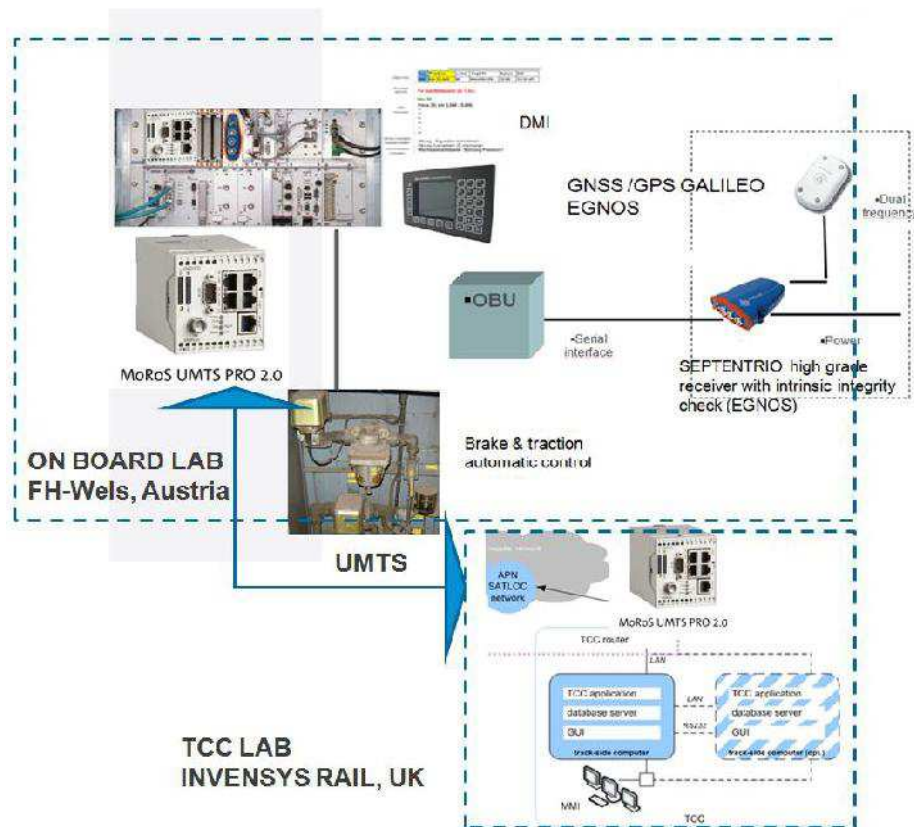 DMI
GNSS /GPS GALILEO
EGNOS
▪Dual
frequency
▪OBU
▪Serial
interface
▪Power
SEPTENTRIO high grade
receiver with intrinsic integrity
check (EGNOS)
MoRoS UMTS PRO 2.0
Brake & traction
automatic control
ON BOARD LAB
FH-Wels, Austria
UMTS
APN
SATLOC
network
MoRoS UMTS PRO 2.0
TCC router
LAN
TCC application
database server
GUI
track-side computer
LAN
RS232
TCC application
database server
GUI
track-side computer (opt.)
MMI
TCC
TCC LAB
INVENSYS RAIL, UK